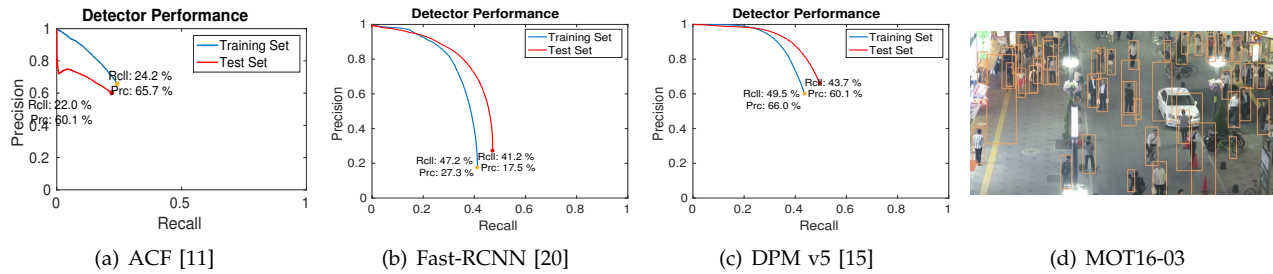 Detector Performance
Training Set
Test Set
Rcll: 24.2 %
Prc: 65.7 %
Rcll: 22.0 %
Prc: 60.1 %
Precision
Recall
1
0.8
0.6
0.4
0.2
0
0 0.5 1
(a) ACF [11]
Detector Performance
Training Set
Test Set
Rcll: 47.2 %
Prc: 27.3 %
Rcll: 41.2 %
Prc: 17.5 %
Precision
Recall
1
0.8
0.6
0.4
0.2
0
0 0.2 0.4 0.6 0.8 1
(b) Fast-RCNN [20]
Detector Performance
Training Set
Test Set
Rcll: 43.7 %
Prc: 60.1 %
Rcll: 49.5 %
Prc: 66.0 %
Precision
Recall
1
0.8
0.6
0.4
0.2
0
0 0.2 0.4 0.6 0.8 1
(c) DPM v5 [15]
(d) MOT16-03